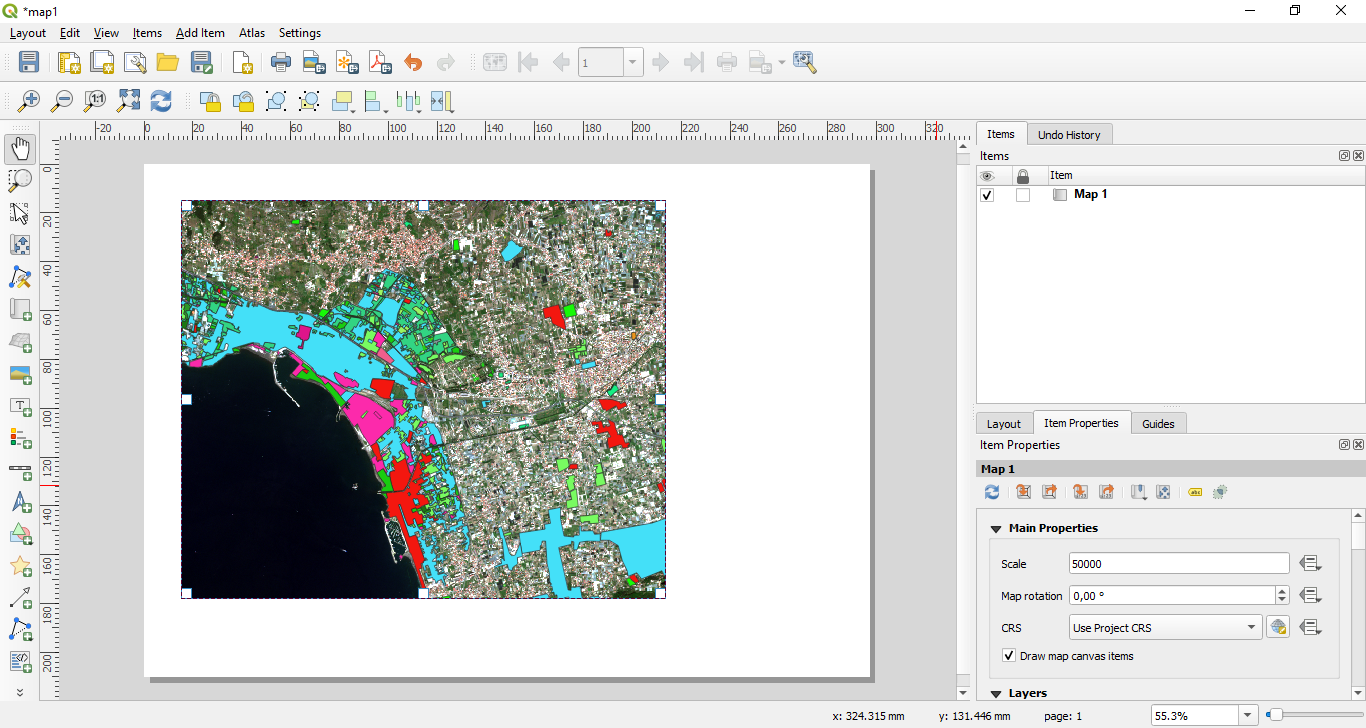 *map1
Layout Edit View Items Add Item Atlas Settings
1
1:1
-20 0 20 40 60 80 100 120 140 160 180 200 220 240 260 280 300 320
0
20
40
60
80
100
120
140
160
180
200
T
Items Undo History
Items
Item
Map 1
Layout Item Properties Guides
Item Properties
Map 1
abc
Main Properties
Scale 50000
Map rotation 0,00 °
CRS Use Project CRS
Draw map canvas items
Layers
x: 324.315 mm y: 131.446 mm page: 1 55.3%